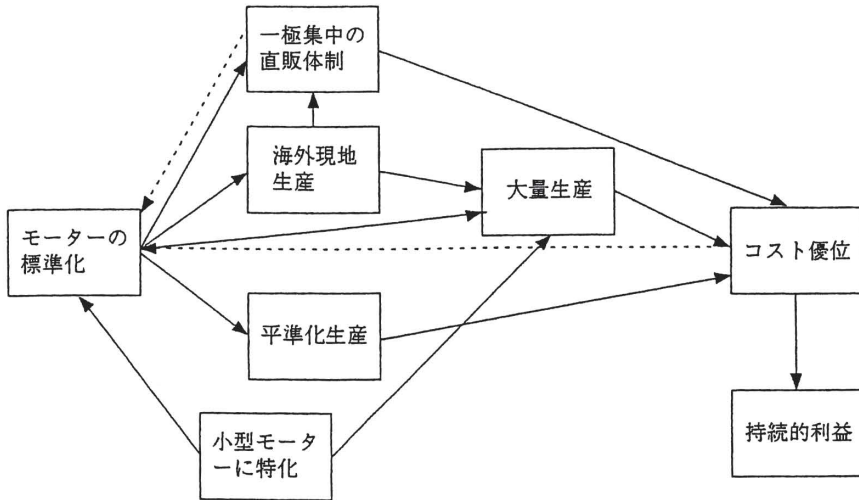 一極集中の
直販体制
海外現地
生産
大量生産
モーターの
標準化
コスト優位
平準化生産
小型モータ
ーに特化
持続的利益